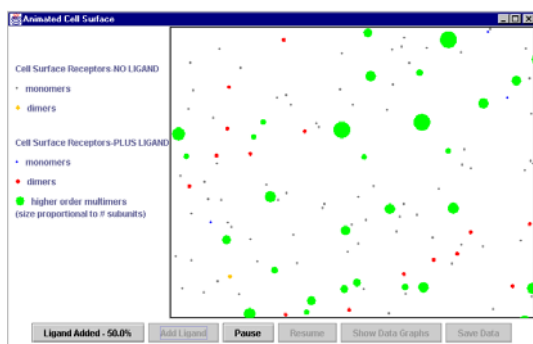 Animated Cell Surface
Cell Surface Receptors-NO LIGAND
monomers
dimers
Cell Surface Receptors-PLUS LIGAND
monomers
dimers
higher order multimers
(size proportional to # subunits)
Ligand Added - 50.0%
Add Ligand
Pause
Resume
Show Data Graphs
Save Data